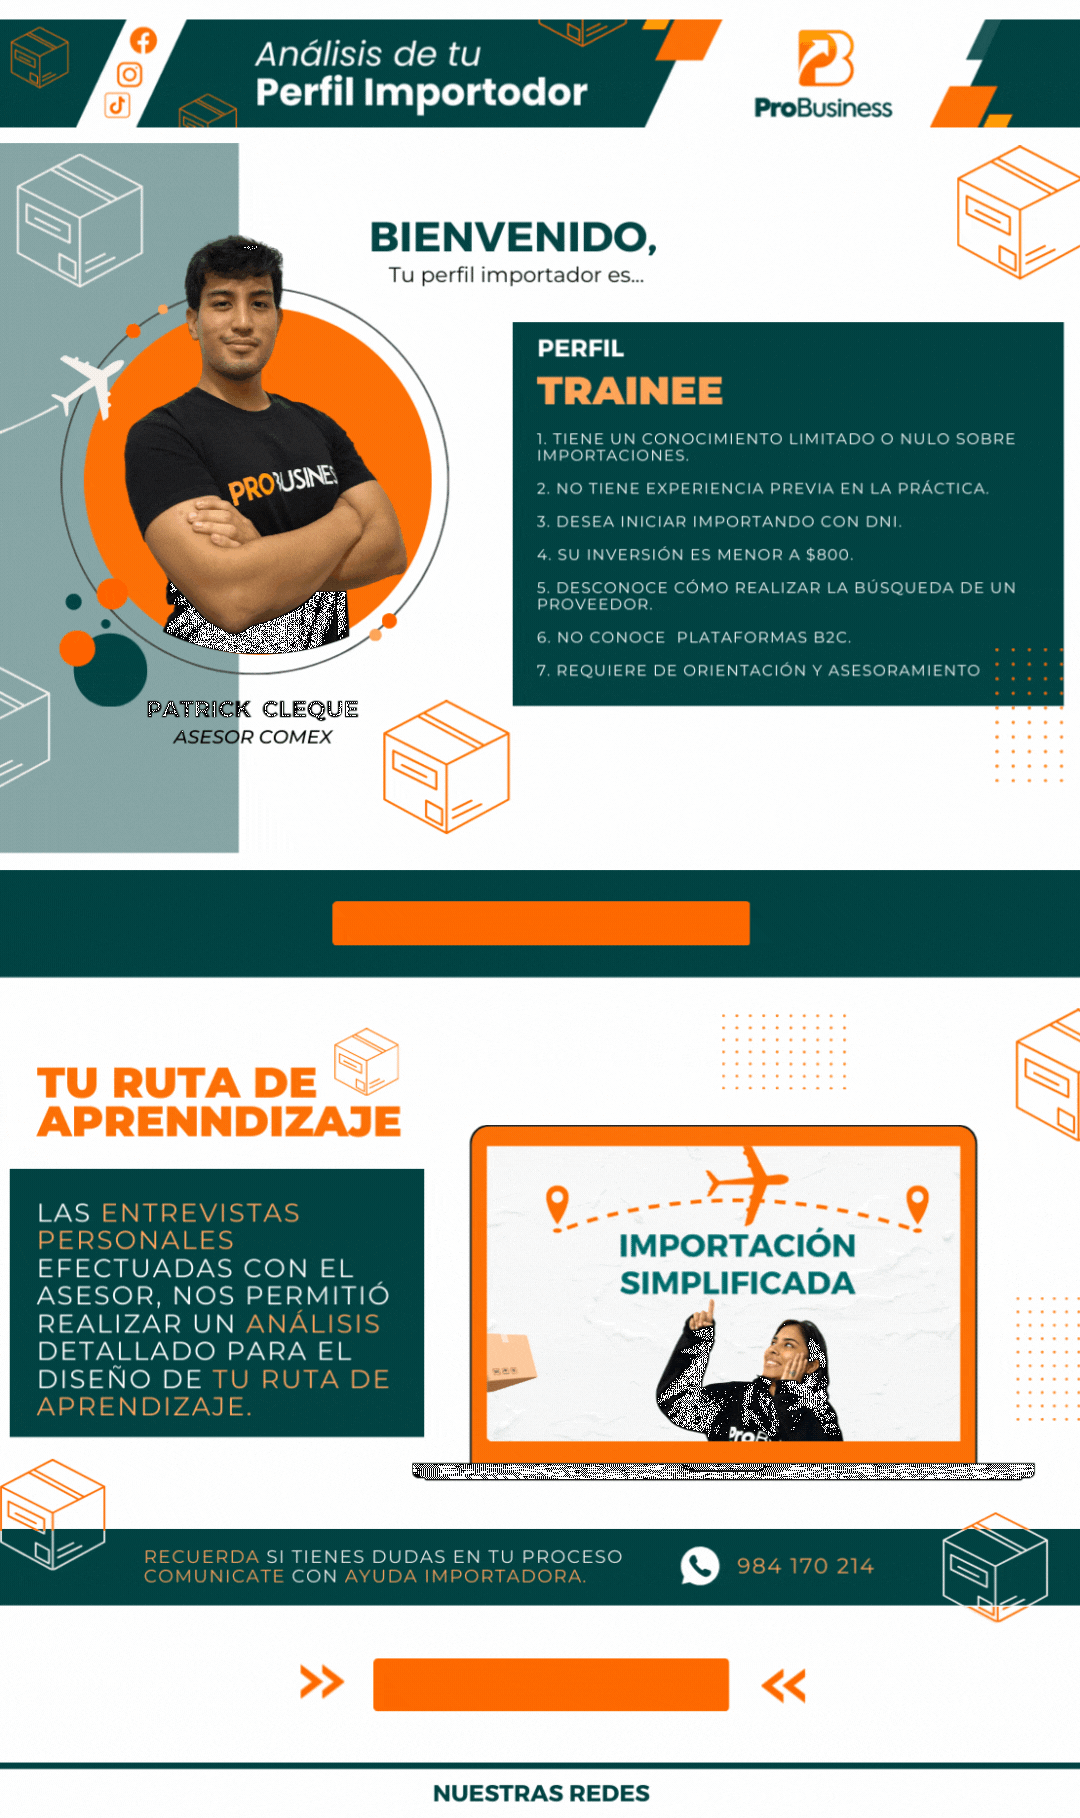 Análisis de tu
Perfil Importodor
ProBusiness
BIENVENIDO,
Tu perfil importador es...
PERFIL
TRAINEE
1. TIENE UN CONOCIMIENTO LIMITADO O NULO SOBRE
IMPORTACIONES.
2. NO TIENE EXPERIENCIA PREVIA EN LA PRÁCTICA.
3. DESEA INICIAR IMPORTANDO CON DNI.
4. SU INVERSIÓN ES MENOR A $800.
5. DESCONOCE CÓMO REALIZAR LA BÚSQUEDA DE UN
PROVEEDOR.
6. NO CONOCE PLATAFORMAS B2C.
7. REQUIERE DE ORIENTACIÓN Y ASESORAMIENTO
PROBUSINES
PATRICK CLEQUE
ASESOR COMEX
TU RUTA DE
APRENNDIZAJE
LAS ENTREVISTAS
PERSONALES
EFECTUADAS CON EL
ASESOR, NOS PERMITIÓ
REALIZAR UN ANÁLISIS
DETALLADO PARA EL
DISEÑO DE TU RUTA DE
APRENDIZAJE.
IMPORTACIÓN
SIMPLIFICADA
ProB
RECUERDA SI TIENES DUDAS EN TU PROCESO
COMUNICATE CON AYUDA IMPORTADORA.
984 170 214
NUESTRAS REDES